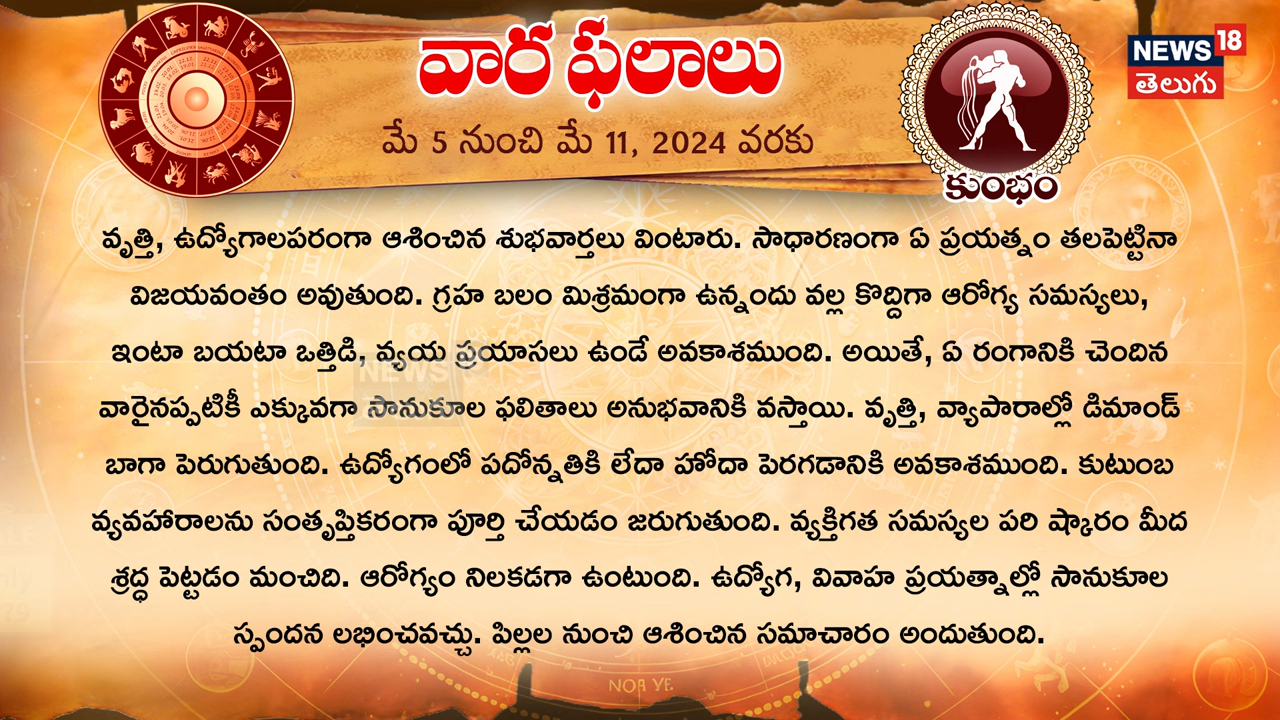 వార ఫలాలు
మే 5 నుంచి మే 11, 2024 వరకు
NEWS 18
తెలుగు
కుంభం
వృత్తి, ఉద్యోగాలపరంగా ఆశించిన శుభవార్తలు వింటారు. సాధారణంగా ఏ ప్రయత్నం తలపెట్టినా
విజయవంతం అవుతుంది. గ్రహ బలం మిశ్రమంగా ఉన్నందు వల్ల కొద్దిగా ఆరోగ్య సమస్యలు,
ఇంటా బయటా ఒత్తిడి, వ్యయ ప్రయాసలు ఉండే అవకాశముంది. అయితే, ఏ రంగానికి చెందిన
వారైనప్పటికీ ఎక్కువగా సానుకూల ఫలితాలు అనుభవానికి వస్తాయి. వృత్తి, వ్యాపారాల్లో డిమాండ్
బాగా పెరుగుతుంది. ఉద్యోగంలో పదోన్నతికి లేదా హోదా పెరగడానికి అవకాశముంది. కుటుంబ
వ్యవహారాలను సంతృప్తికరంగా పూర్తి చేయడం జరుగుతుంది. వ్యక్తిగత సమస్యల పరి ష్కారం మీద
శ్రద్ధ పెట్టడం మంచిది. ఆరోగ్యం నిలకడగా ఉంటుంది. ఉద్యోగ, వివాహ ప్రయత్నాల్లో సానుకూల
స్పందన లభించవచ్చు. పిల్లల నుంచి ఆశించిన సమాచారం అందుతుంది.